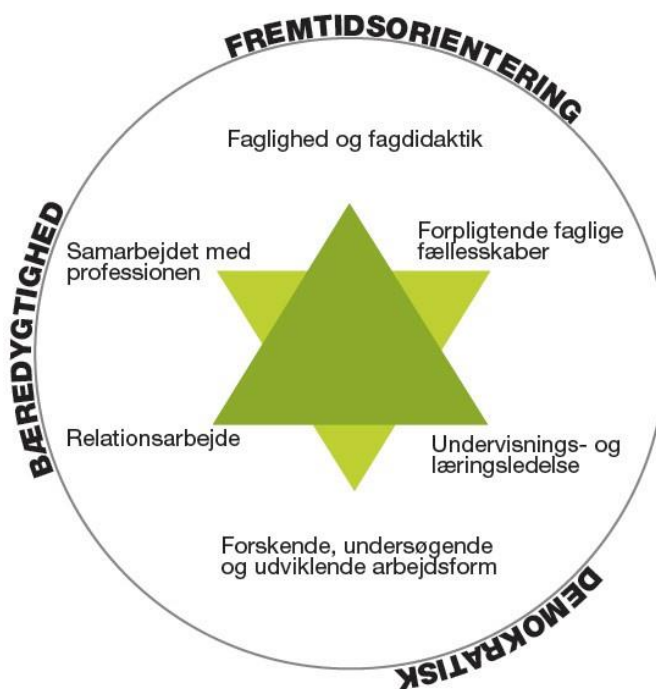 FREMTIDSORIENTERING
Faglighed og fagdidaktik
BÆREDYGTIGHED
Samarbejdet med
professionen
Forpligtende faglige
fællesskaber
Relationsarbejde
Undervisnings- og
læringsledelse
Forskende, undersøgende
og udviklende arbejdsform
DEMOKRATISK